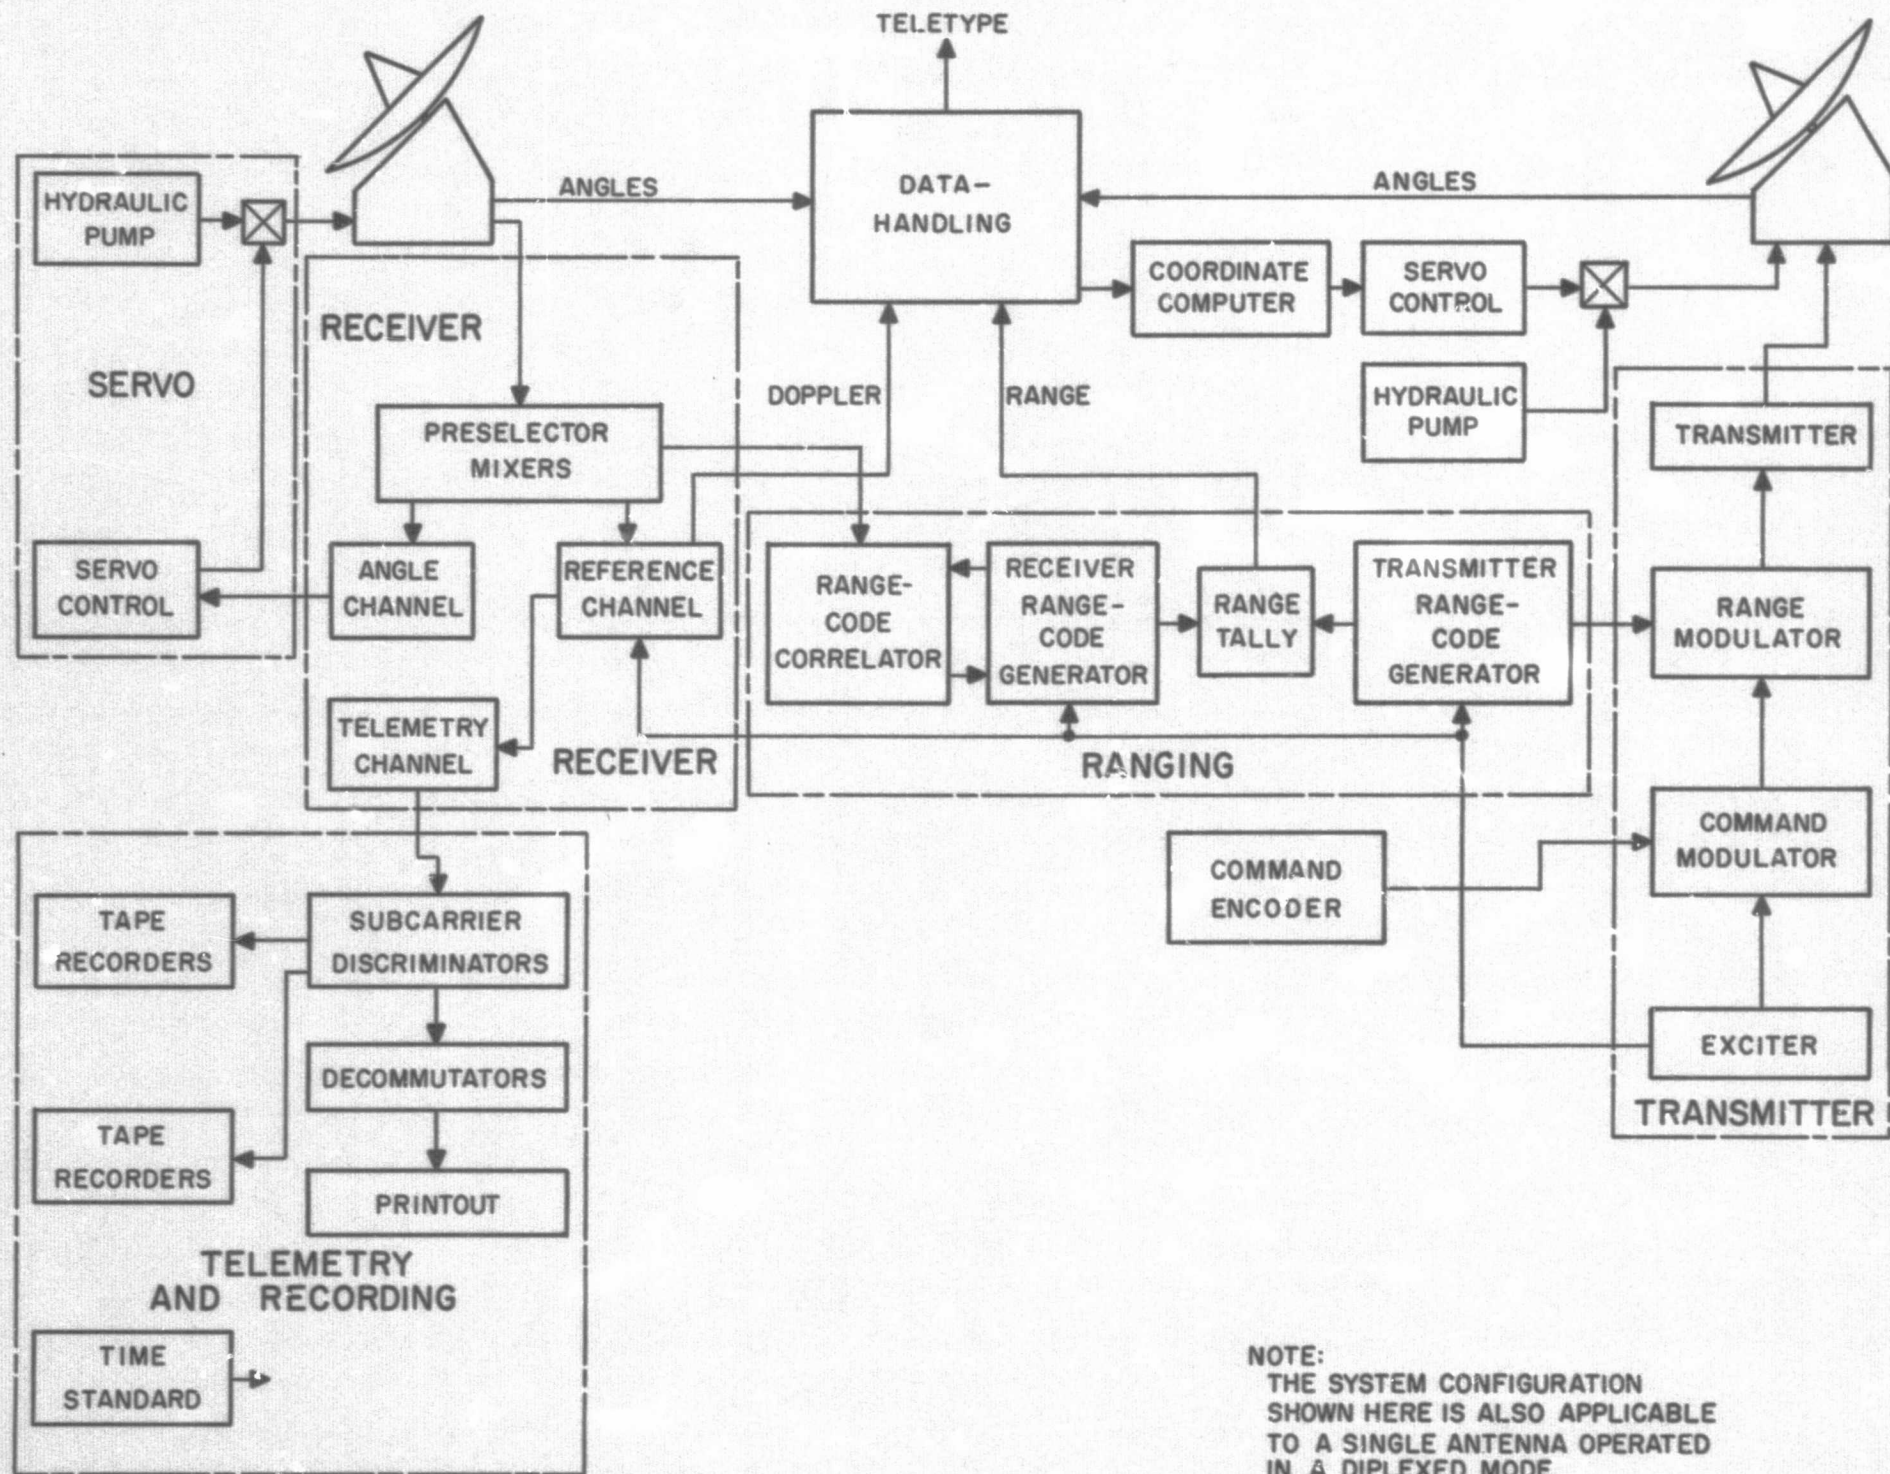 TELETYPE
HYDRAULIC
PUMP
SERVO
SERVO
CONTROL
ANGLES
DATA-
HANDLING
ANGLES
COORDINATE
COMPUTER
SERVO
CONTROL
HYDRAULIC
PUMP
RECEIVER
PRESELECTOR
MIXERS
DOPPLER
RANGE
ANGLE
CHANNEL
REFERENCE
CHANNEL
TELEMETRY
CHANNEL
RECEIVER
RANGE-
CODE
CORRELATOR
RECEIVER
RANGE-
CODE
GENERATOR
RANGE
TALLY
TRANSMITTER
RANGE-
CODE
GENERATOR
RANGING
TRANSMITTER
RANGE
MODULATOR
COMMAND
MODULATOR
EXCITER
TRANSMITTER
COMMAND
ENCODER
TAPE
RECORDERS
SUBCARRIER
DISCRIMINATORS
DECOMMUTATORS
TAPE
RECORDERS
PRINTOUT
TELEMETRY
AND RECORDING
TIME
STANDARD
NOTE:
THE SYSTEM CONFIGURATION
SHOWN HERE IS ALSO APPLICABLE
TO A SINGLE ANTENNA OPERATED
IN A DIPLEXED MODE